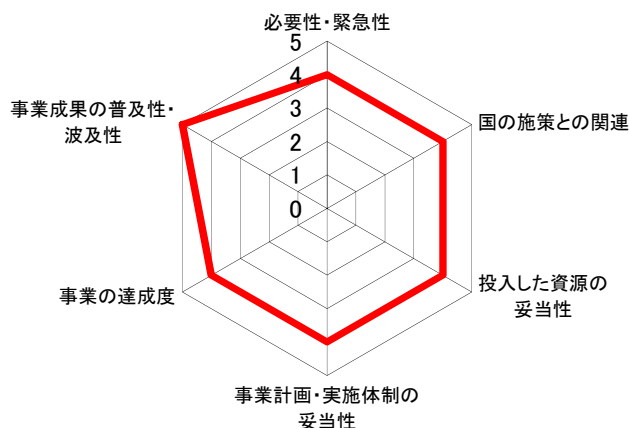 必要性・緊急性
5
4
3
2
1
0
国の施策との関連
投入した資源の
妥当性
事業計画・実施体制の
妥当性
事業の達成度
事業成果の普及性・
波及性